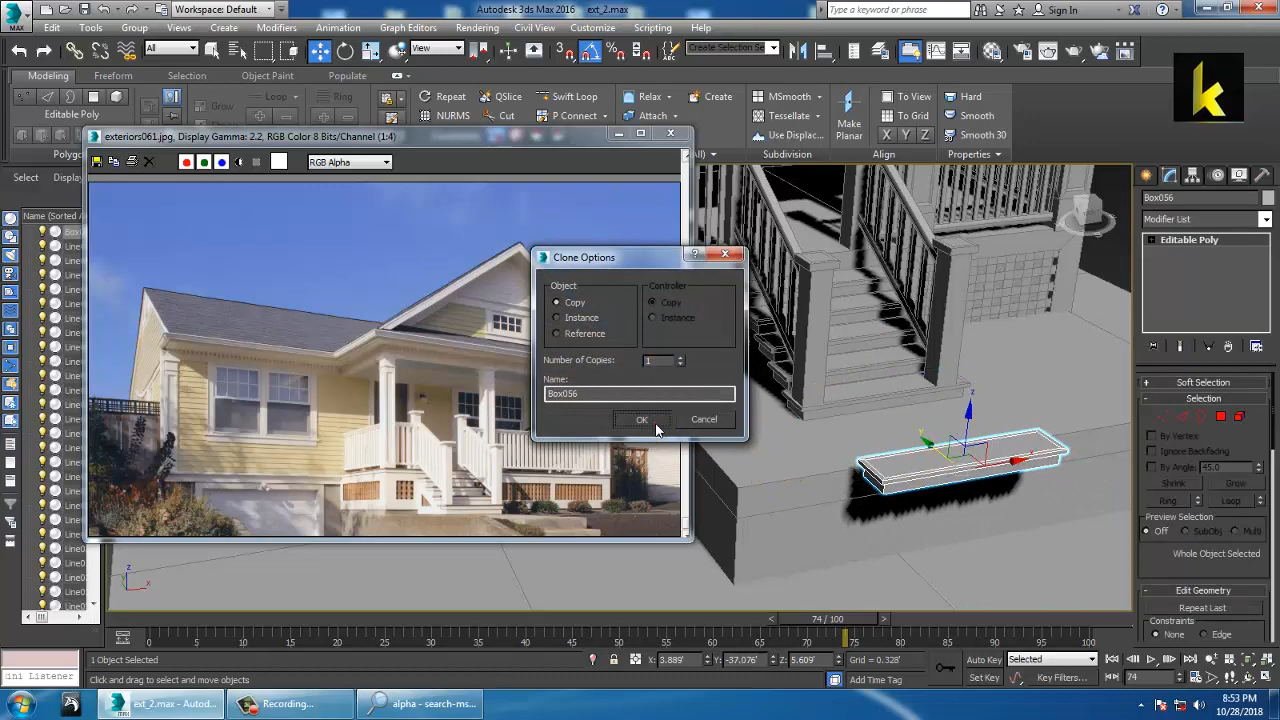 MAX
Workspace: Default
Autodesk 3ds Max 2016 ext_2.max
Type a keyword or phrase
Sign In
Edit Tools Group Views Create Modifiers Animation Graph Editors Rendering Civil View Customize Scripting Help
All
View
Create Selection Se
Modeling Freeform Selection Object Paint Populate
Loop Ring
Repeat QSlice Swift Loop Relax Create MSmooth To View Hard
Grow
Edit Poly
NURMS Cut P Connect Attach Tessellate Smooth
Use Displac... Make Planar X Y Z Smooth 30
Polyg
Subdivision Align Properties
exteriors061.jpg, Display Gamma: 2.2, RGB Color 8 Bits/Channel (1:4)
RGB Alpha
Select Displa
Name (Sorted A
Clone Options
Object Controller
Copy Copy
Instance Instance
Reference
Number of Copies: 1
Name:
Box056
OK Cancel
Box056
Modifier List
Editable Poly
Soft Selection
Selection
By Vertex
Ignore Backfacing
By Angle: 45.0
Shrink Grow
Ring Loop
Preview Selection
Off SubObj Multi
Whole Object Selected
Edit Geometry
Repeat Last
Constraints
None Edge
z
x
y
z
x
74 / 100
0 5 10 15 20 25 30 35 40 45 50 55 60 65 70 75 80 85 90 95 100
1 Object Selected
X: 3.889' Y: -37.076' Z: 5.609' Grid = 0.328'
Auto Key Selected
ini Listener
Click and drag to select and move objects
Add Time Tag
Set Key Key Filters... 74
ext_2.max - Autod...
Recording...
alpha - search-ms...
8:53 PM
10/28/2018